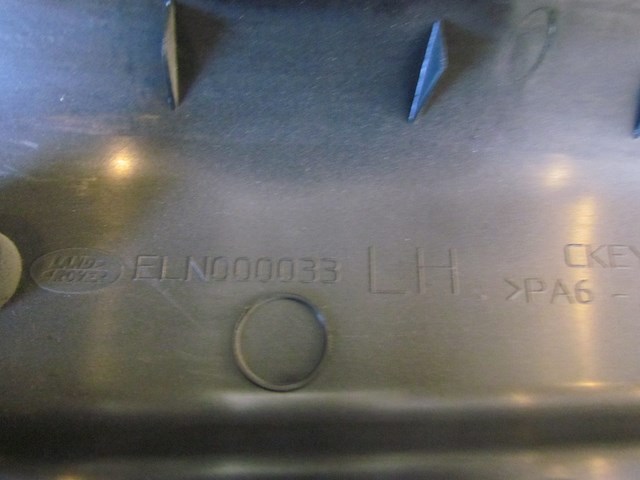 LAND
ROVER
ELN000033 LH CKEY
>PA6 -